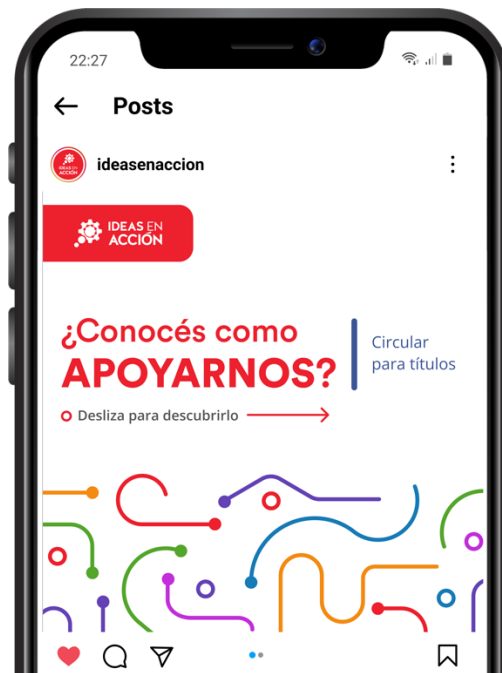 22:27
Posts
IDEAS EN
ACCIÓN
ideasenaccion
IDEAS EN
ACCIÓN
¿Conocés como
APOYARNOS?
Circular
para títulos
Desliza para descubrirlo